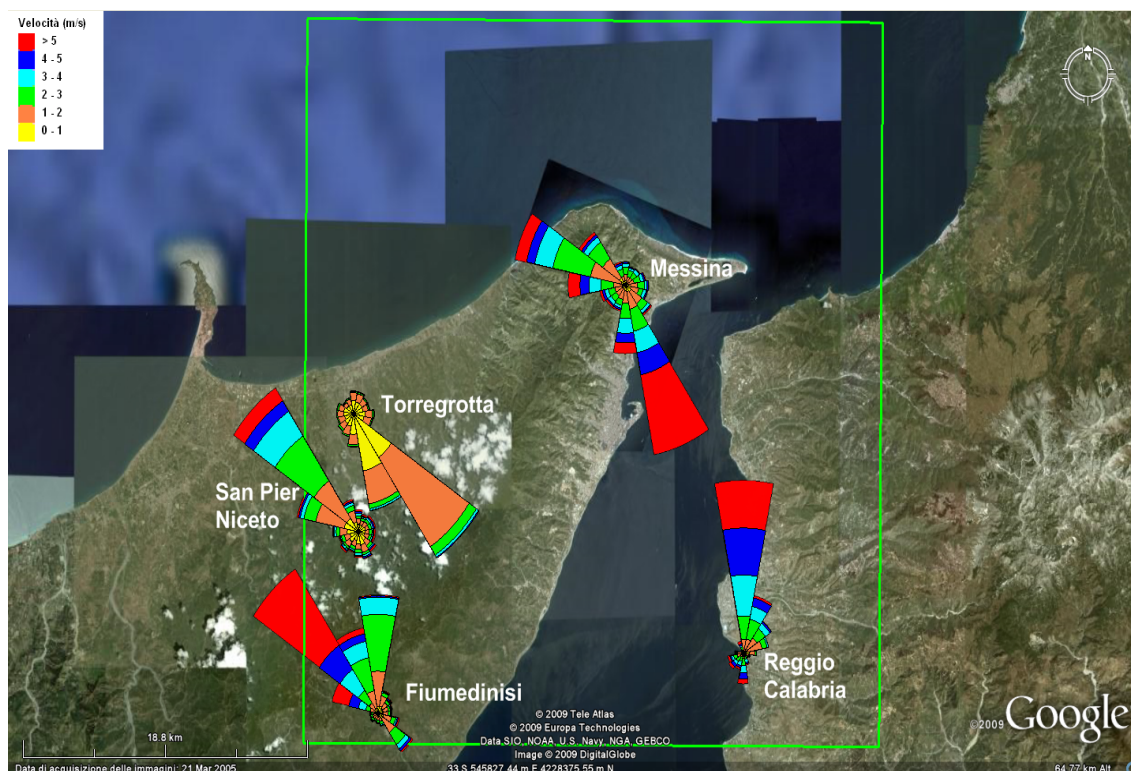 Velocità (m/s)
> 5
4 - 5
3 - 4
2 - 3
1 - 2
0 - 1
N
Messina
Torregrotta
San Pier
Niceto
Fiumedinisi
Reggio
Calabria
18.8 km
© 2009 Tele Atlas
© 2009 Europa Technologies
Data SIO, NOAA, U.S. Navy, NGA, GEBCO
Image © 2009 DigitalGlobe
©2009 Google
Data di acquisizione delle immagini: 21 Mar 2005
33 S 545827.44 m E 4228375.55 m N
64.77 km Alt.